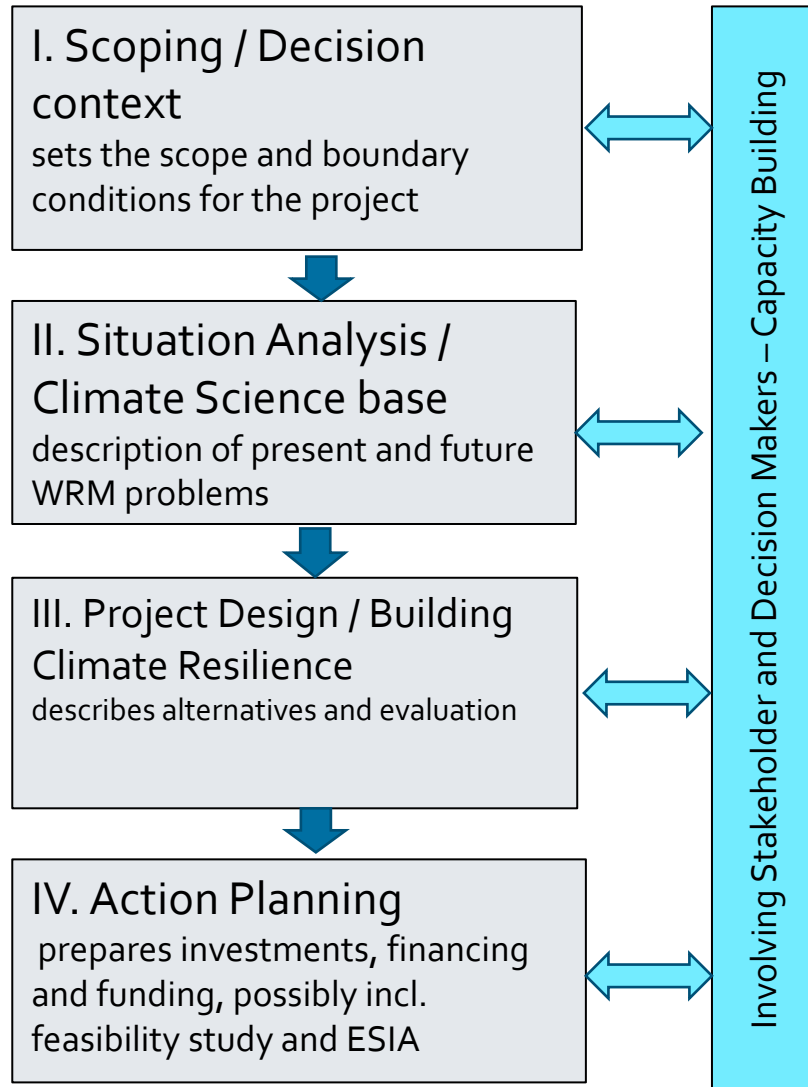 I. Scoping / Decision
context
sets the scope and boundary
conditions for the project
II. Situation Analysis /
Climate Science base
description of present and future
WRM problems
III. Project Design / Building
Climate Resilience
describes alternatives and evaluation
IV. Action Planning
prepares investments, financing
and funding, possibly incl.
feasibility study and ESIA
Involving Stakeholder and Decision Makers – Capacity Building